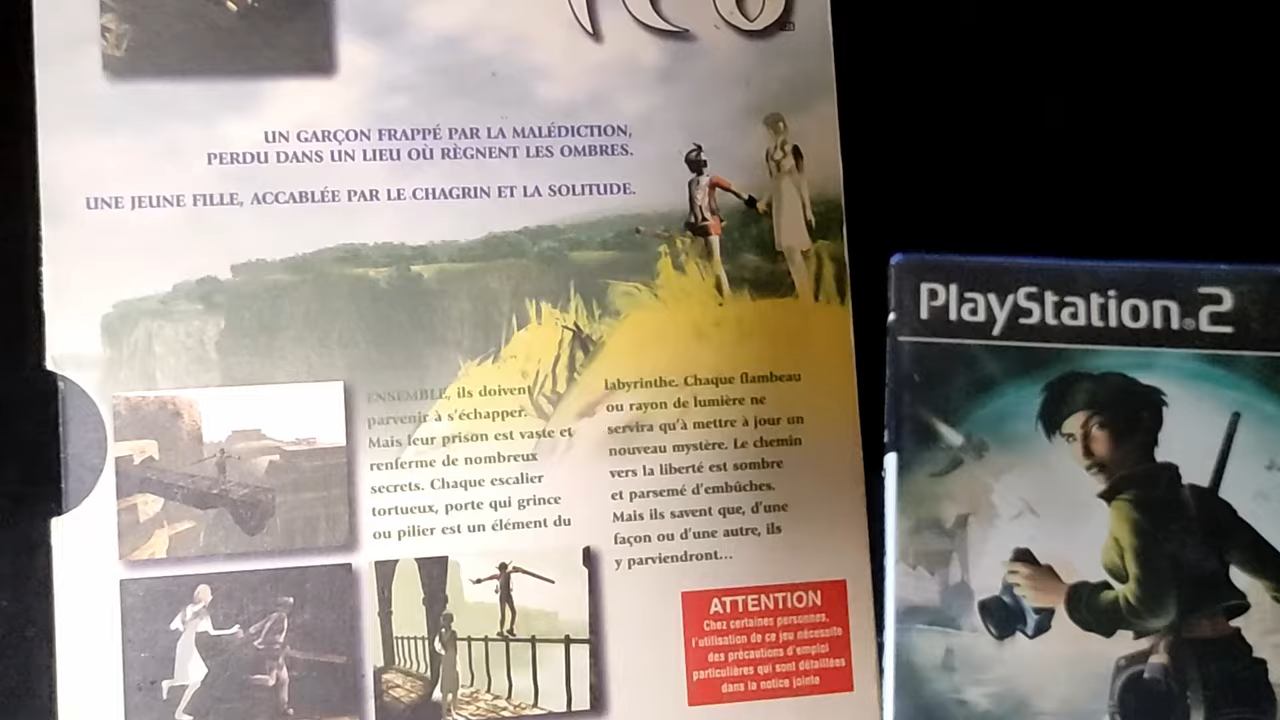 UN GARÇON FRAPPÉ PAR LA MALÉDICTION,
PERDU DANS UN LIEU OÙ RÈGNENT LES OMBRES.
UNE JEUNE FILLE, ACCABLÉE PAR LE CHAGRIN ET LA SOLITUDE.
ENSEMBLE, ils doivent
parvenir à s'échapper.
Mais leur prison est vaste et
renferme de nombreux
secrets. Chaque escalier
tortueux, porte qui grince
ou pilier est un élément du
labyrinthe. Chaque flambeau
ou rayon de lumière ne
servira qu'à mettre à jour un
nouveau mystère. Le chemin
vers la liberté est sombre
et parsemé d'embûches.
Mais ils savent que, d'une
façon ou d'une autre, ils
y parviendront...
ATTENTION
Chez certaines personnes,
l'utilisation de ce jeu nécessite
des précautions d'emploi
particulières qui sont détaillées
dans la notice jointe
PlayStation.2